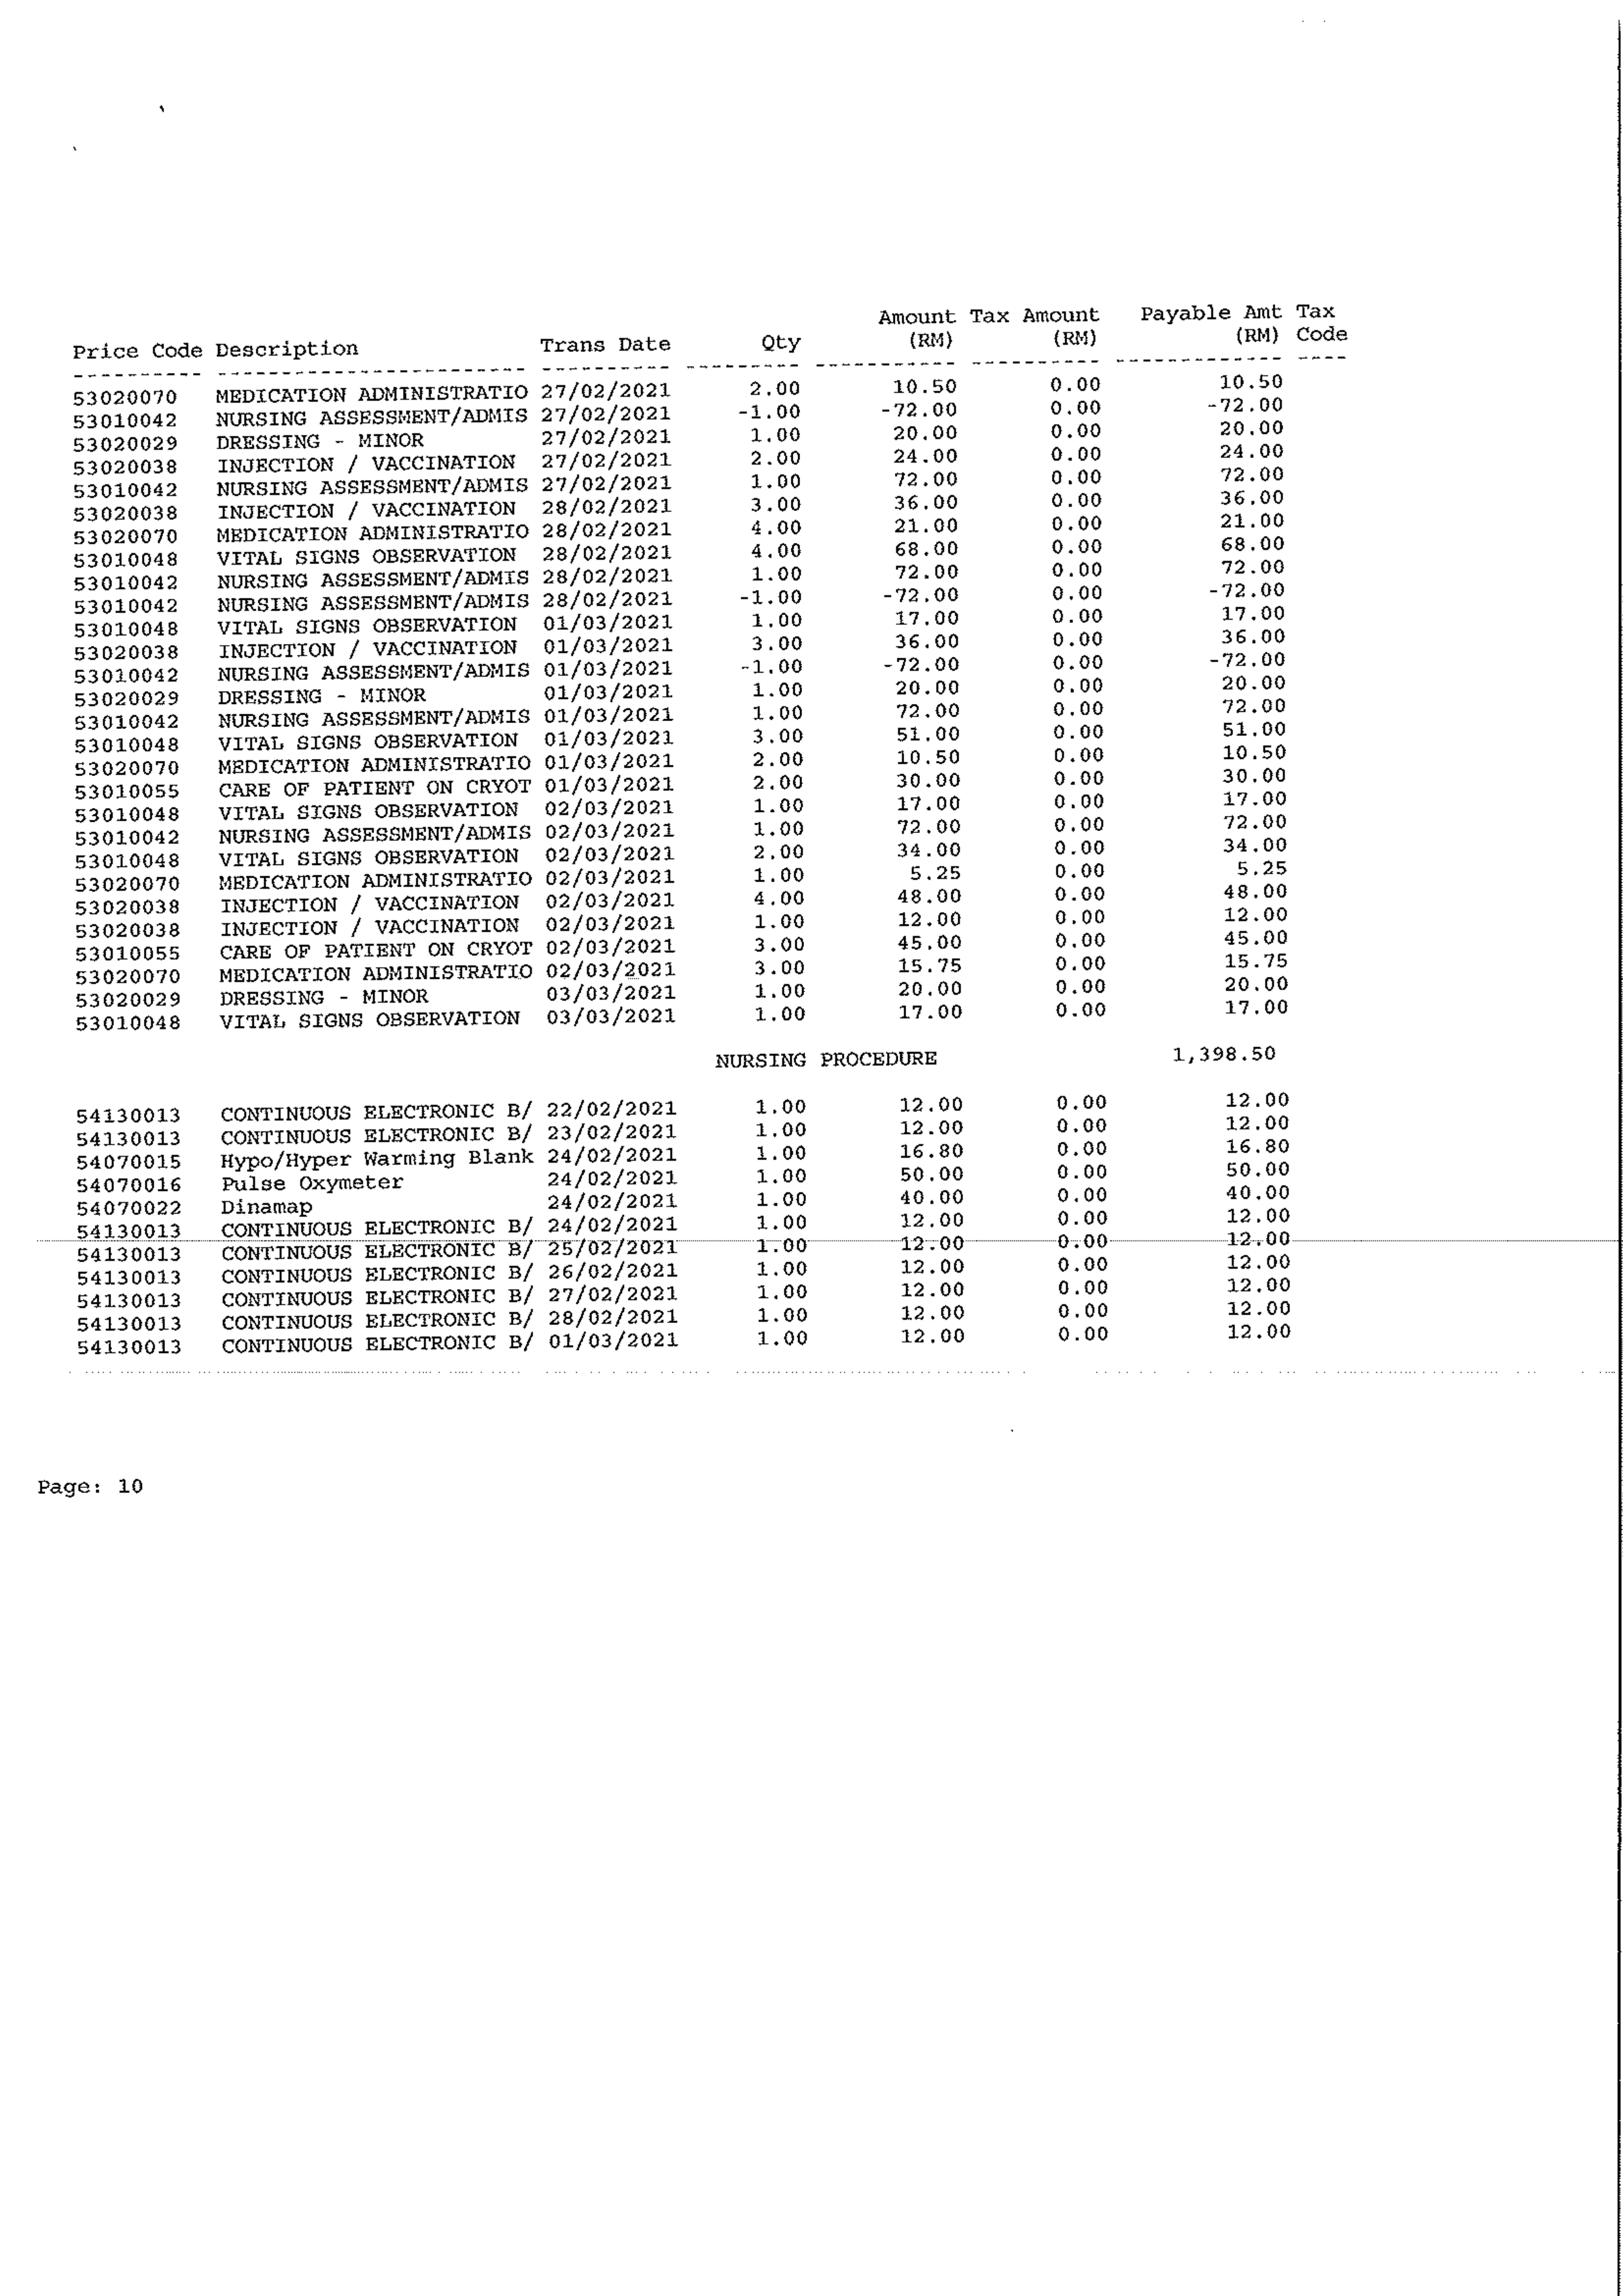 Amount Tax Amount Payable Amt Tax
Price Code Description Trans Date Qty (RM) (RM) (RM) Code
---------- ----------------------- ---------- --------- ----------- ---------- ------------- ----
53020070 MEDICATION ADMINISTRATIO 27/02/2021 2.00 10.50 0.00 10.50
53010042 NURSING ASSESSMENT/ADMIS 27/02/2021 -1.00 -72.00 0.00 -72.00
53020029 DRESSING - MINOR 27/02/2021 1.00 20.00 0.00 20.00
53020038 INJECTION / VACCINATION 27/02/2021 2.00 24.00 0.00 24.00
53010042 NURSING ASSESSMENT/ADMIS 27/02/2021 1.00 72.00 0.00 72.00
53020038 INJECTION / VACCINATION 28/02/2021 3.00 36.00 0.00 36.00
53020070 MEDICATION ADMINISTRATIO 28/02/2021 4.00 21.00 0.00 21.00
53010048 VITAL SIGNS OBSERVATION 28/02/2021 4.00 68.00 0.00 68.00
53010042 NURSING ASSESSMENT/ADMIS 28/02/2021 1.00 72.00 0.00 72.00
53010042 NURSING ASSESSMENT/ADMIS 28/02/2021 -1.00 -72.00 0.00 -72.00
53010048 VITAL SIGNS OBSERVATION 01/03/2021 1.00 17.00 0.00 17.00
53020038 INJECTION / VACCINATION 01/03/2021 3.00 36.00 0.00 36.00
53010042 NURSING ASSESSMENT/ADMIS 01/03/2021 -1.00 -72.00 0.00 -72.00
53020029 DRESSING - MINOR 01/03/2021 1.00 20.00 0.00 20.00
53010042 NURSING ASSESSMENT/ADMIS 01/03/2021 1.00 72.00 0.00 72.00
53010048 VITAL SIGNS OBSERVATION 01/03/2021 3.00 51.00 0.00 51.00
53020070 MEDICATION ADMINISTRATIO 01/03/2021 2.00 10.50 0.00 10.50
53010055 CARE OF PATIENT ON CRYOT 01/03/2021 2.00 30.00 0.00 30.00
53010048 VITAL SIGNS OBSERVATION 02/03/2021 1.00 17.00 0.00 17.00
53010042 NURSING ASSESSMENT/ADMIS 02/03/2021 1.00 72.00 0.00 72.00
53010048 VITAL SIGNS OBSERVATION 02/03/2021 2.00 34.00 0.00 34.00
53020070 MEDICATION ADMINISTRATIO 02/03/2021 1.00 5.25 0.00 5.25
53020038 INJECTION / VACCINATION 02/03/2021 4.00 48.00 0.00 48.00
53020038 INJECTION / VACCINATION 02/03/2021 1.00 12.00 0.00 12.00
53010055 CARE OF PATIENT ON CRYOT 02/03/2021 3.00 45.00 0.00 45.00
53020070 MEDICATION ADMINISTRATIO 02/03/2021 3.00 15.75 0.00 15.75
53020029 DRESSING - MINOR 03/03/2021 1.00 20.00 0.00 20.00
53010048 VITAL SIGNS OBSERVATION 03/03/2021 1.00 17.00 0.00 17.00
NURSING PROCEDURE 1,398.50
54130013 CONTINUOUS ELECTRONIC B/ 22/02/2021 1.00 12.00 0.00 12.00
54130013 CONTINUOUS ELECTRONIC B/ 23/02/2021 1.00 12.00 0.00 12.00
54070015 Hypo/Hyper Warming Blank 24/02/2021 1.00 16.80 0.00 16.80
54070016 Pulse Oxymeter 24/02/2021 1.00 50.00 0.00 50.00
54070022 Dinamap 24/02/2021 1.00 40.00 0.00 40.00
54130013 CONTINUOUS ELECTRONIC B/ 24/02/2021 1.00 12.00 0.00 12.00
54130013 CONTINUOUS ELECTRONIC B/ 25/02/2021 1.00 12.00 0.00 12.00
54130013 CONTINUOUS ELECTRONIC B/ 26/02/2021 1.00 12.00 0.00 12.00
54130013 CONTINUOUS ELECTRONIC B/ 27/02/2021 1.00 12.00 0.00 12.00
54130013 CONTINUOUS ELECTRONIC B/ 28/02/2021 1.00 12.00 0.00 12.00
54130013 CONTINUOUS ELECTRONIC B/ 01/03/2021 1.00 12.00 0.00 12.00
Page: 10